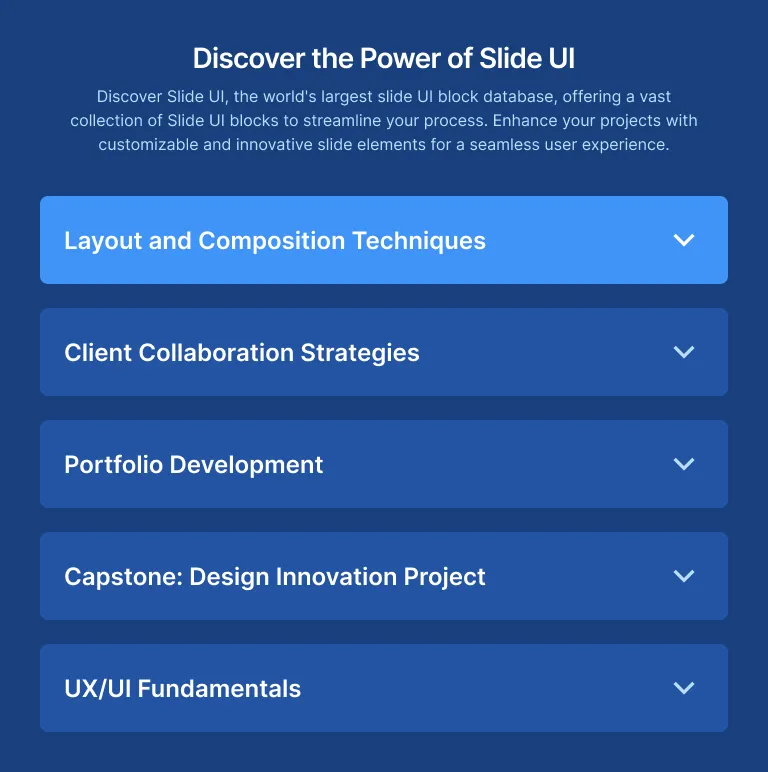 Discover the Power of Slide UI
Discover Slide UI, the world's largest slide UI block database, offering a vast
collection of Slide UI blocks to streamline your process. Enhance your projects with
customizable and innovative slide elements for a seamless user experience.
Layout and Composition Techniques
Client Collaboration Strategies
Portfolio Development
Capstone: Design Innovation Project
UX/UI Fundamentals